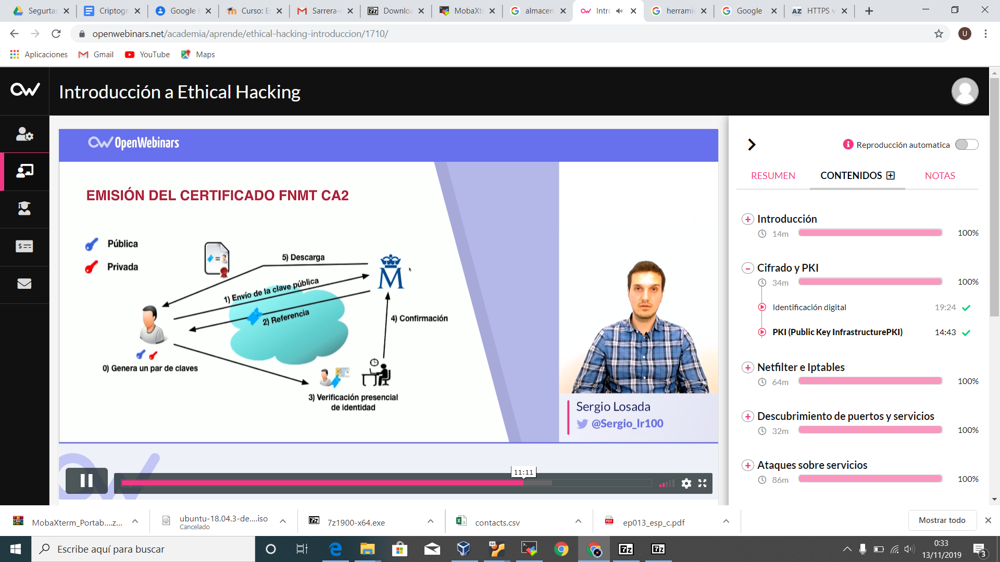 Segurtas
Criptogr
Google
Curso: E
Sarrera-
Downlo
MobaXt
almacen
Intr
herrami
Google
HTTPS v
openwebinars.net/academia/aprende/ethical-hacking-introduccion/1710/
U
Aplicaciones
Gmail
YouTube
Maps
Introducción a Ethical Hacking
OpenWebinars
EMISIÓN DEL CERTIFICADO FNMT CA2
Pública
Privada
5) Descarga
M
1) Envío de la clave pública
2) Referencia
4) Confirmación
0) Genera un par de claves
3) Verificación presencial
de identidad
Sergio Losada
@Sergio_lr100
11:11
Reproducción automatica
RESUMEN
CONTENIDOS
NOTAS
Introducción
14m
100%
Cifrado y PKI
34m
100%
Identificación digital
19:24
PKI (Public Key InfrastructurePKI)
14:43
Netfilter e Iptables
64m
100%
Descubrimiento de puertos y servicios
32m
100%
Ataques sobre servicios
86m
100%
MobaXterm_Portab....z...
ubuntu-18.04.3-de....iso
Cancelado
7z1900-x64.exe
contacts.csv
ep013_esp_c.pdf
Mostrar todo
Escribe aquí para buscar
0:33
13/11/2019
3